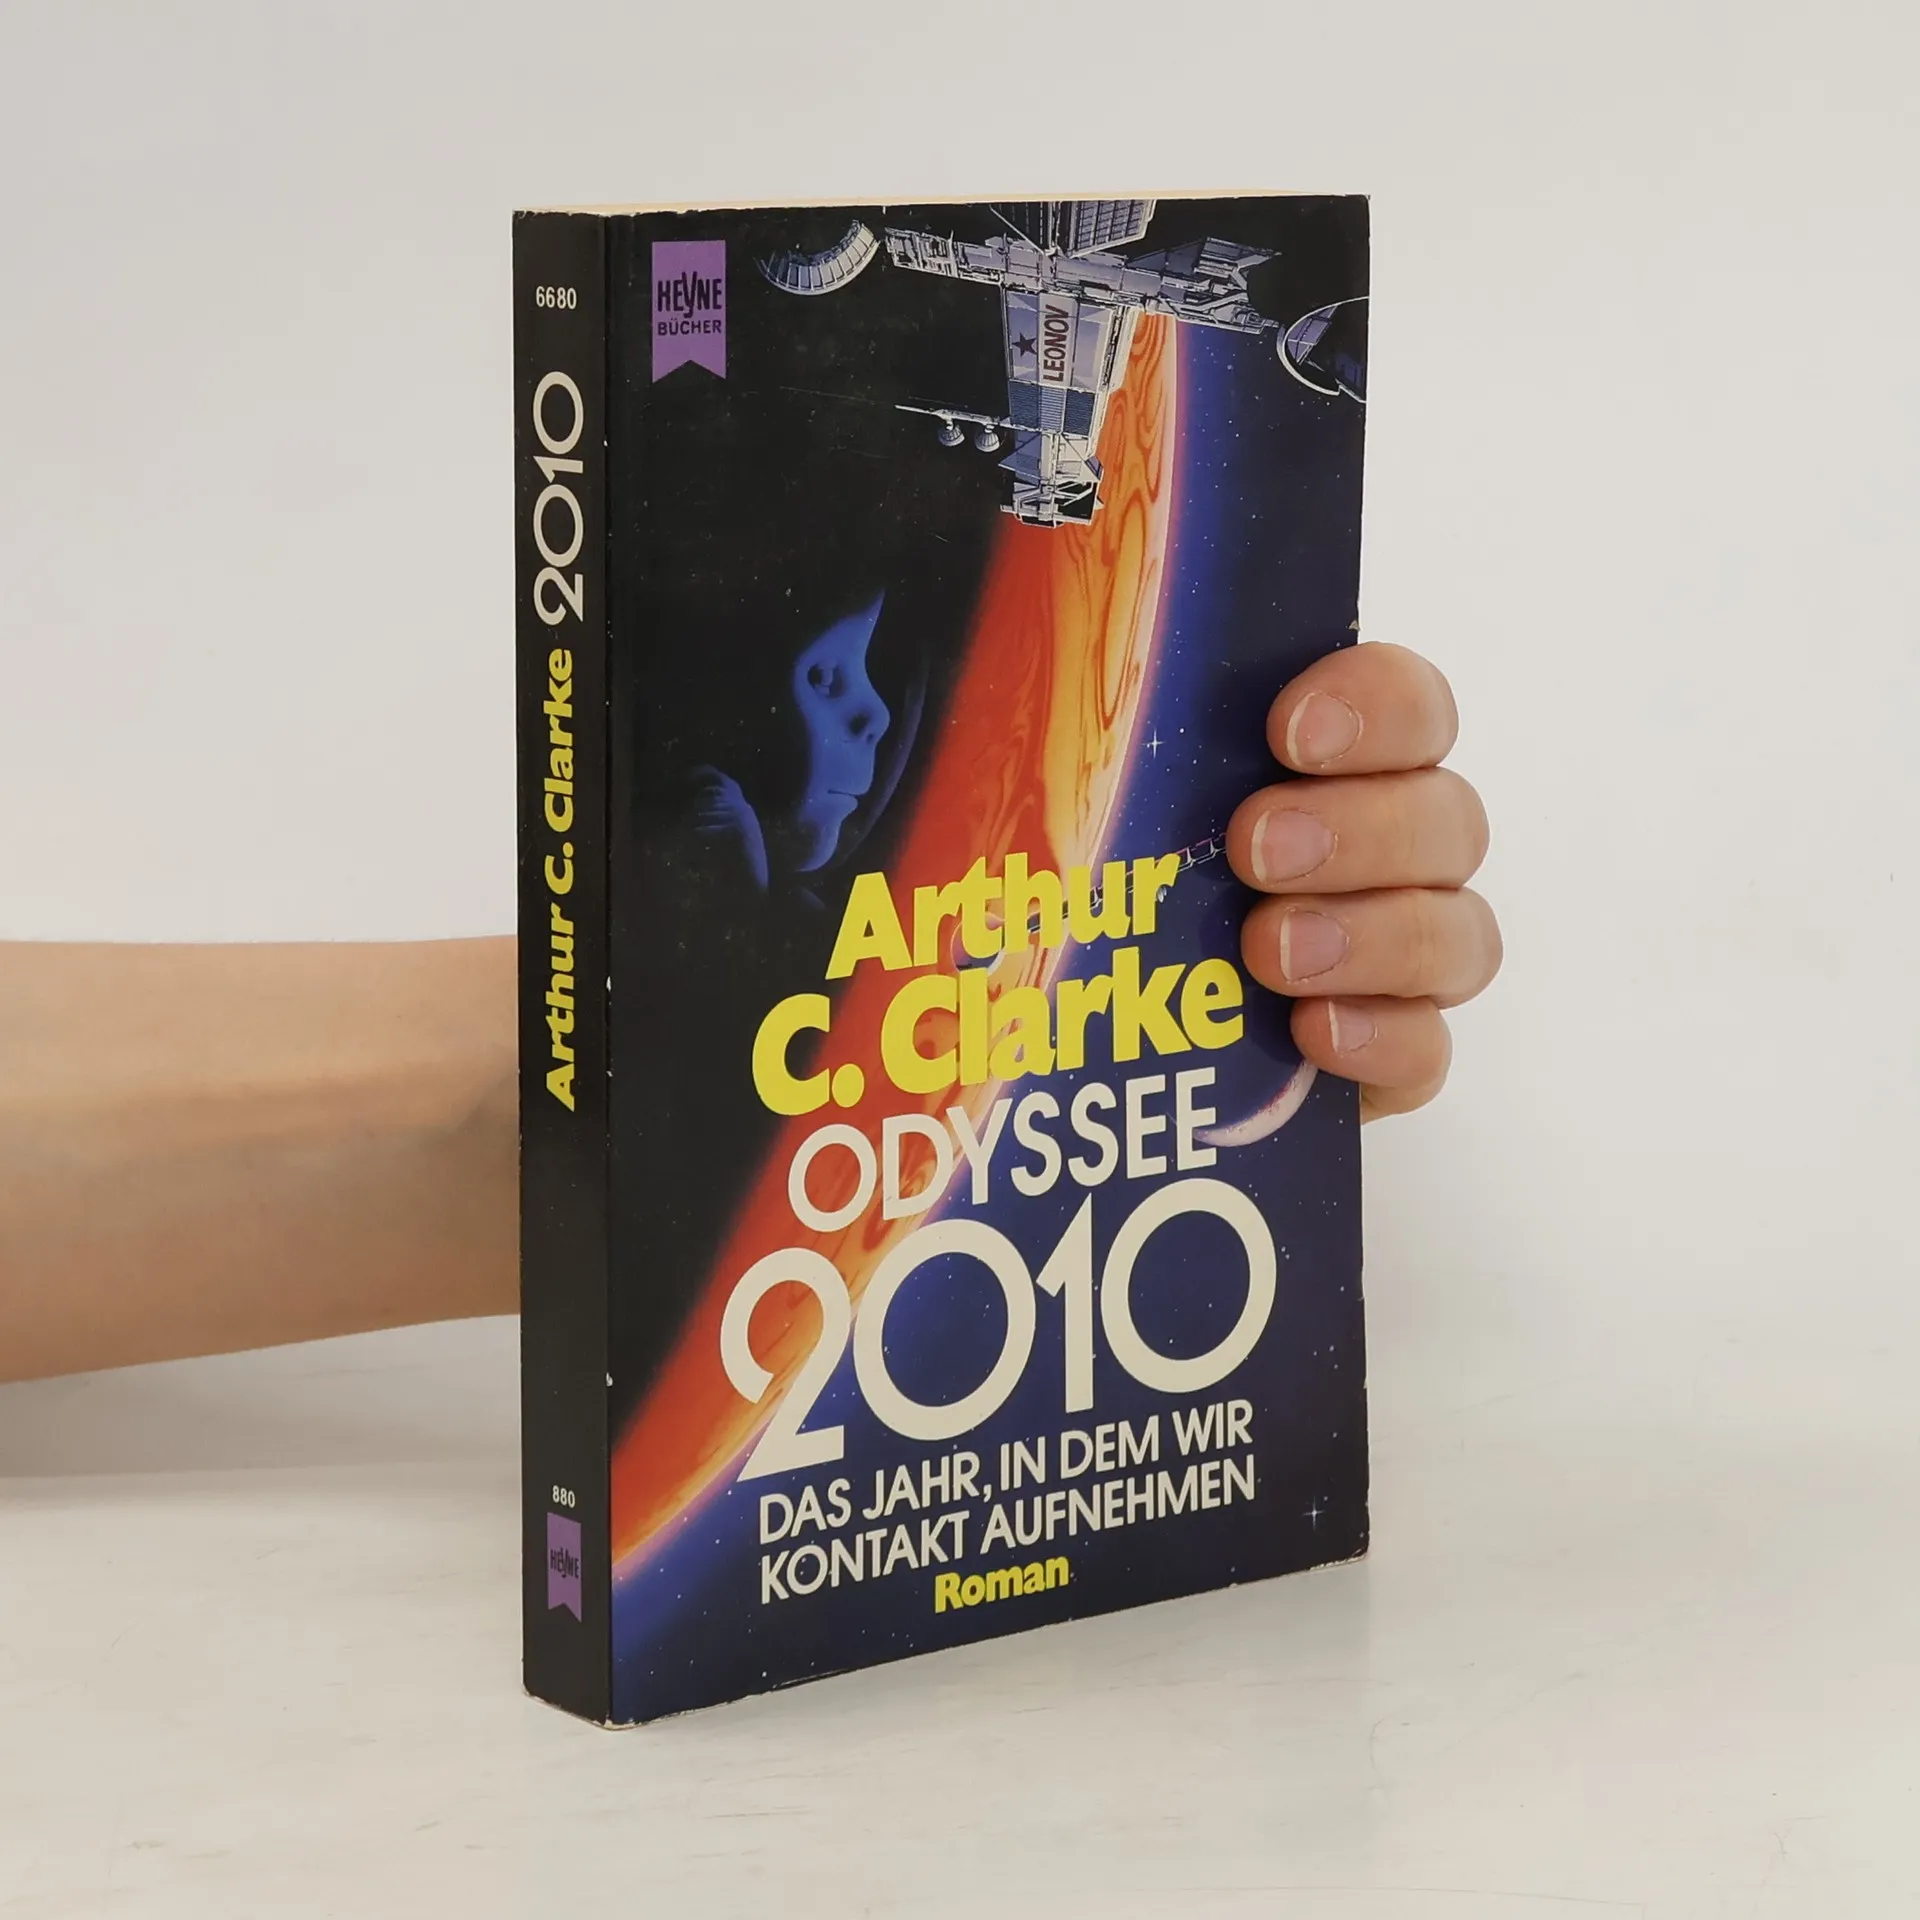 6680
Arthur C. Clarke 2010
880
HEYNE
HEYNE
BÜCHER
LEONOV
Arthur
C. Clarke
ODYSSEE
2010
DAS JAHR, IN DEM WIR
KONTAKT AUFNEHMEN
Roman